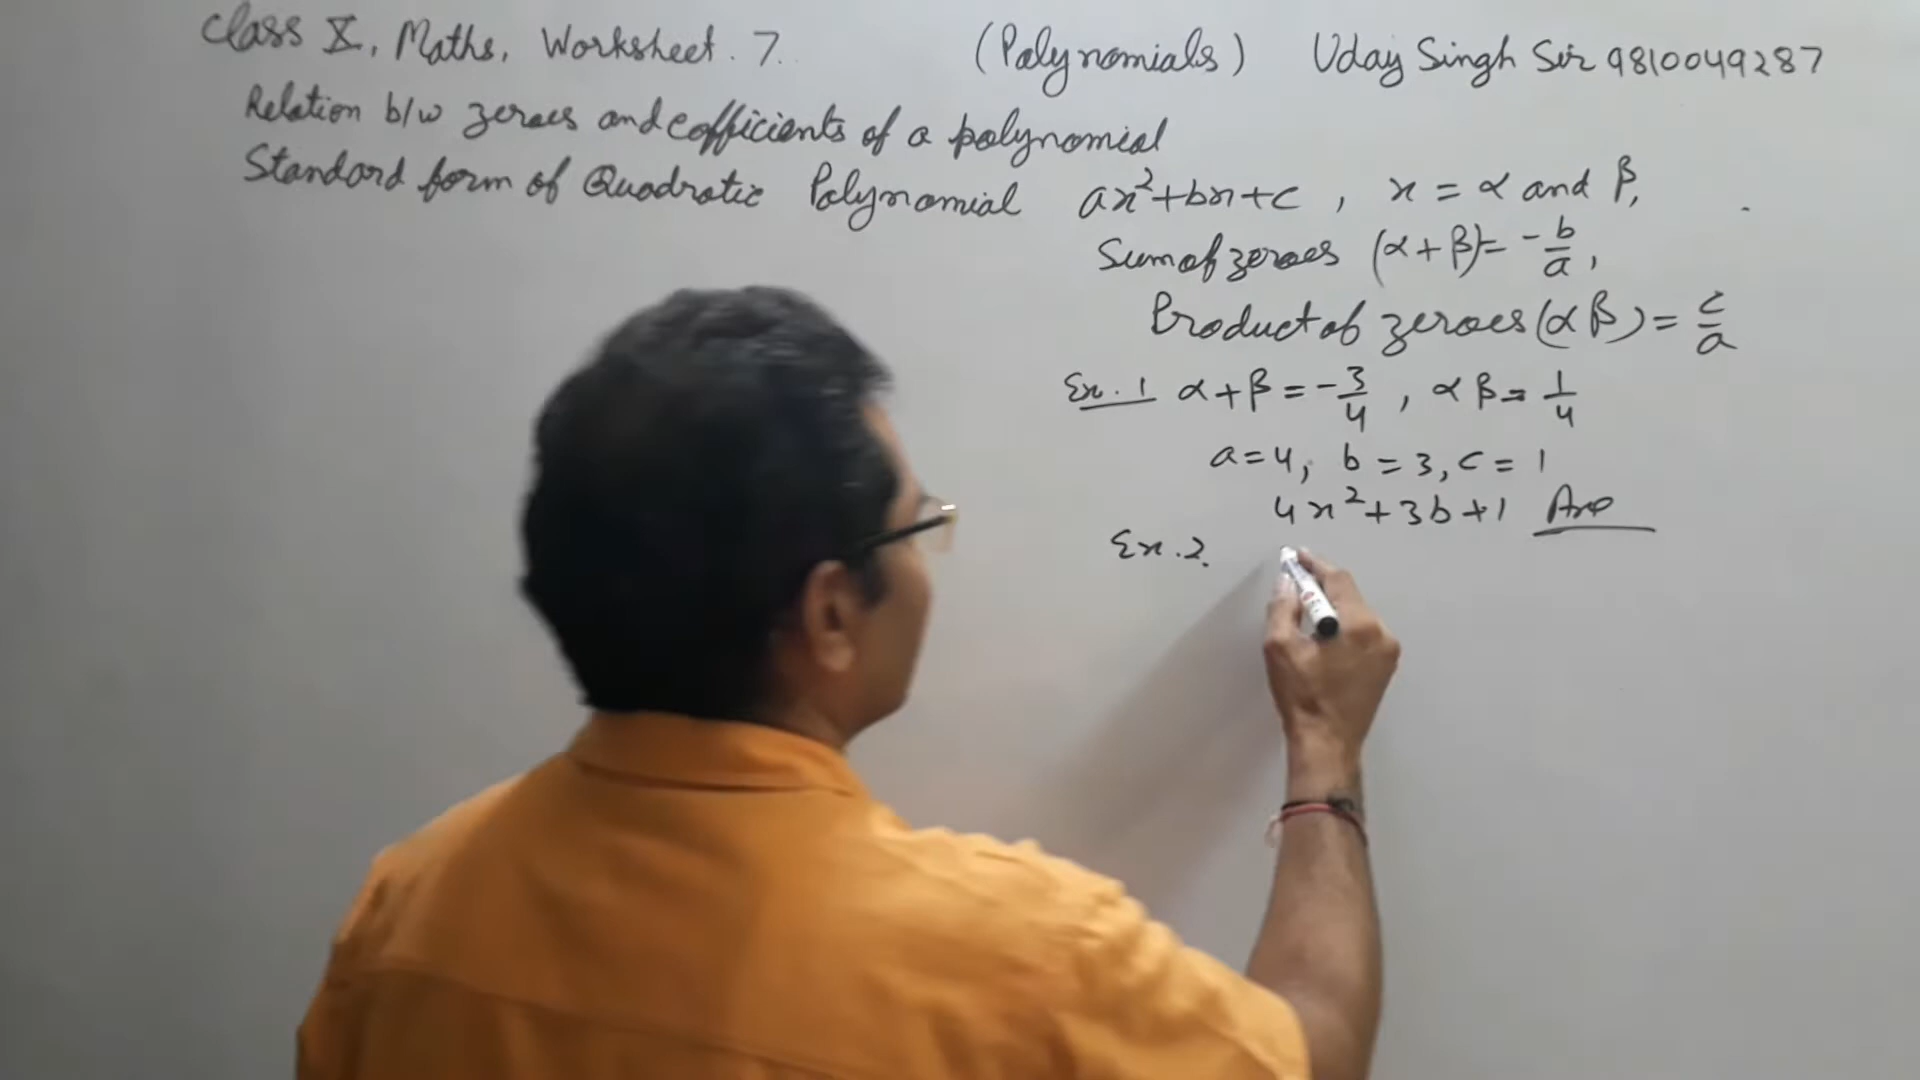 Class X, Maths, Worksheet. 7. (Polynomials) Uday Singh Sir 9810049287
Relation b/w zeroes and cofficients of a polynomial
Standard form of Quadratic Polynomial ax²+bx+c , x = α and β,
Sum of zeroes (α+β)= -b/a ,
Product of zeroes (αβ) = c/a
Ex. 1 α+β = -3/4 , αβ = 1/4
a=4, b=3, c=1
4x²+3b+1 Ans
Ex. 2.